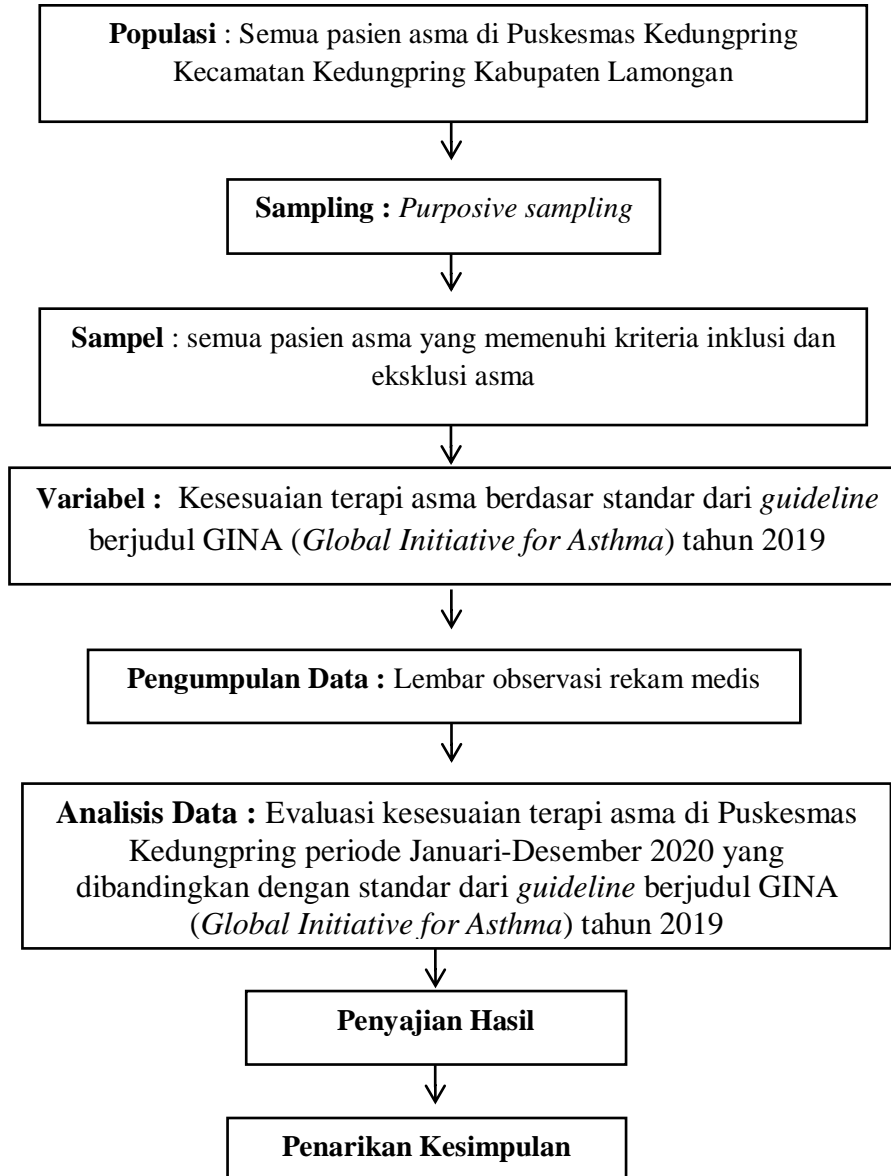 Populasi : Semua pasien asma di Puskesmas Kedungpring
Kecamatan Kedungpring Kabupaten Lamongan
Sampling : Purposive sampling
Sampel : semua pasien asma yang memenuhi kriteria inklusi dan
eksklusi asma
Variabel : Kesesuaian terapi asma berdasar standar dari guideline
berjudul GINA (Global Initiative for Asthma) tahun 2019
Pengumpulan Data : Lembar observasi rekam medis
Analisis Data : Evaluasi kesesuaian terapi asma di Puskesmas
Kedungpring periode Januari-Desember 2020 yang
dibandingkan dengan standar dari guideline berjudul GINA
(Global Initiative for Asthma) tahun 2019
Penyajian Hasil
Penarikan Kesimpulan